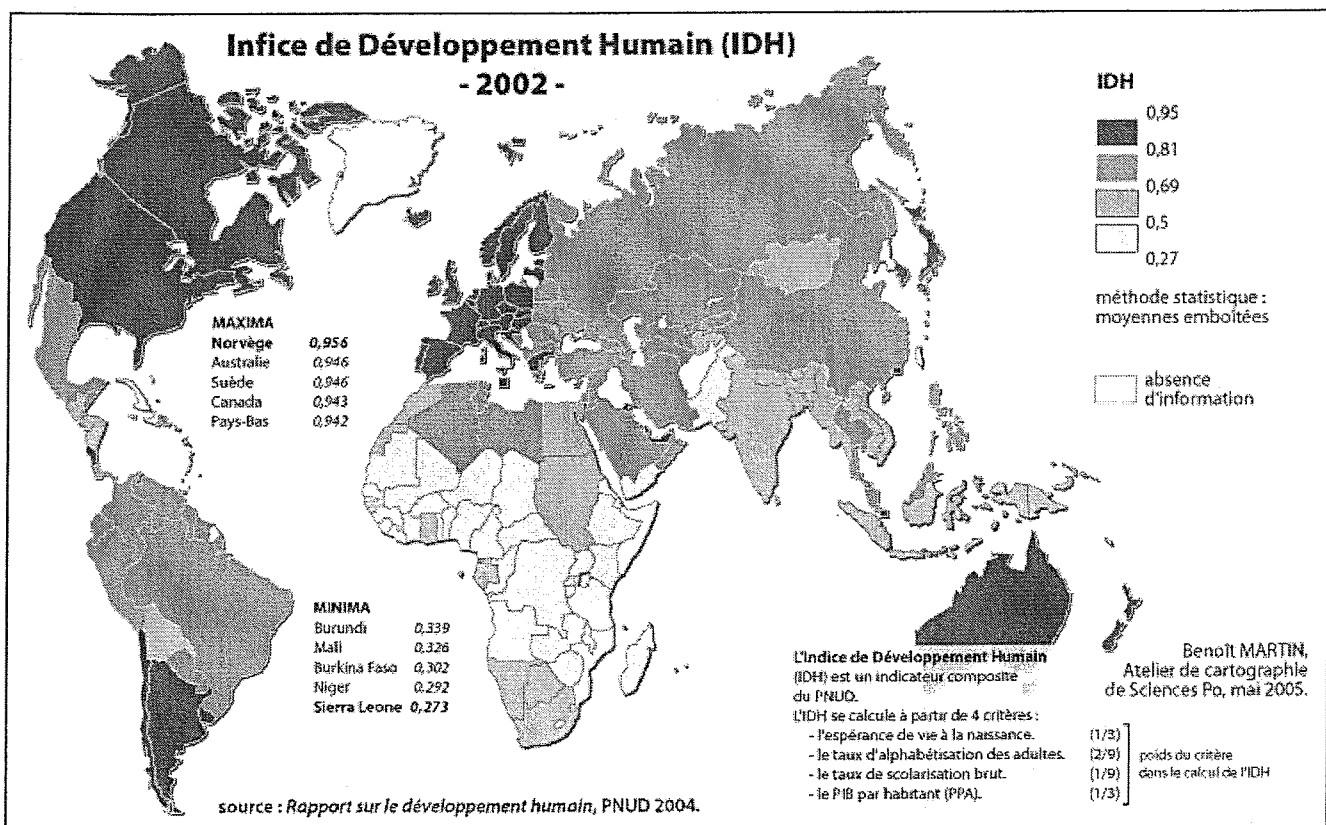 Infice de Développement Humain (IDH)
- 2002 -
IDH
0,95
0,81
0,69
0,5
0,27
méthode statistique :
moyennes emboîtées
absence
d'information
MAXIMA
Norvège 0,956
Australie 0,946
Suède 0,946
Canada 0,943
Pays-Bas 0,942
MINIMA
Burundi 0,339
Mali 0,326
Burkina Faso 0,302
Niger 0,292
Sierra Leone 0,273
L'Indice de Développement Humain
(IDH) est un indicateur composite
du PNUD.
L'IDH se calcule à partir de 4 critères :
- l'espérance de vie à la naissance. (1/3)
- le taux d'alphabétisation des adultes. (2/9)
- le taux de scolarisation brut. (1/9)
- le PIB par habitant (PPA). (1/3)
poids du critère
dans le calcul de l'IDH
Benoît MARTIN,
Atelier de cartographie
de Sciences Po, mai 2005.
source : Rapport sur le développement humain, PNUD 2004.